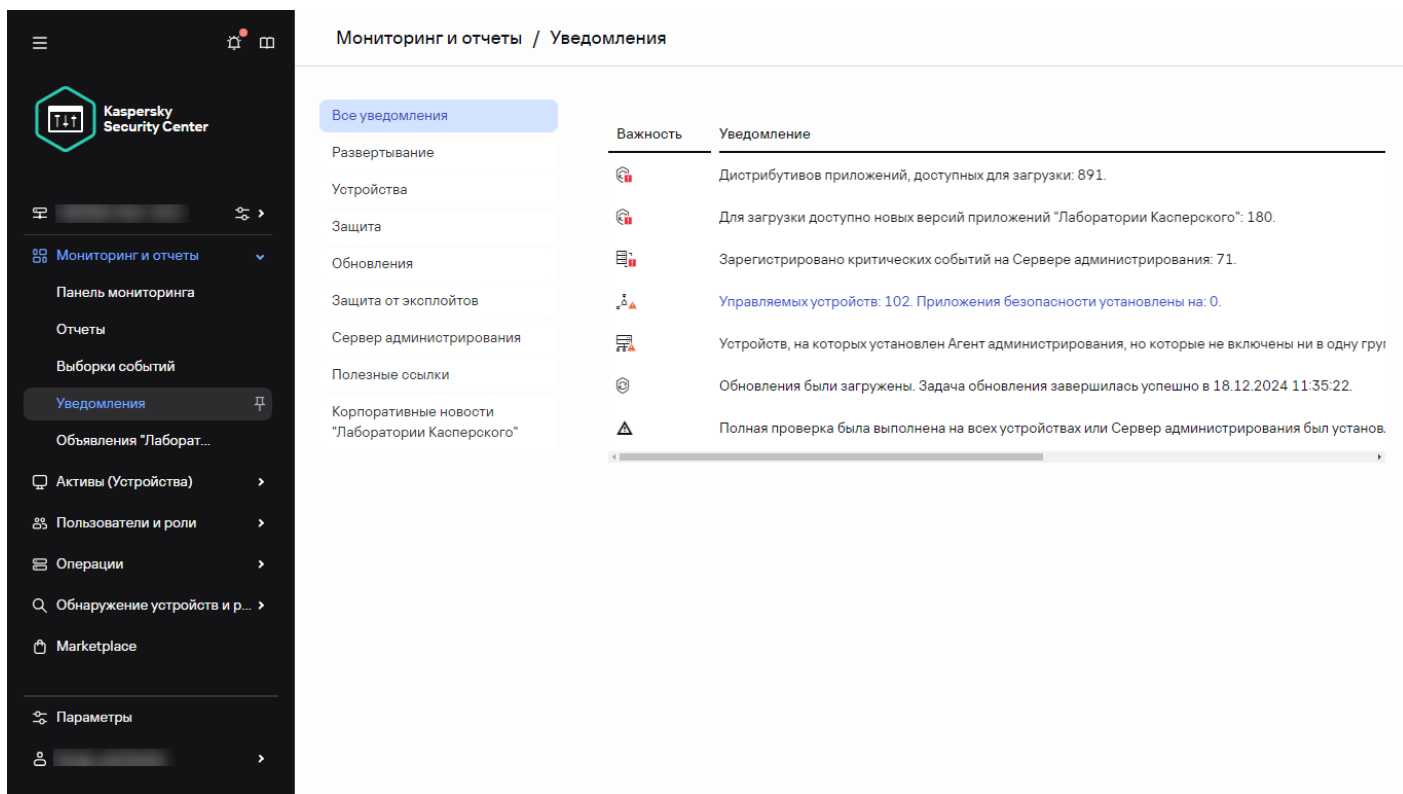 Мониторинг и отчеты / Уведомления
Kaspersky
Security Center
Мониторинг и отчеты
Панель мониторинга
Отчеты
Выборки событий
Уведомления
Объявления "Лаборат...
Активы (Устройства)
Пользователи и роли
Операции
Обнаружение устройств и р...
Marketplace
Параметры
Все уведомления
Развертывание
Устройства
Защита
Обновления
Защита от эксплойтов
Сервер администрирования
Полезные ссылки
Корпоративные новости
"Лаборатории Касперского"
Важность Уведомление
Дистрибутивов приложений, доступных для загрузки: 891.
Для загрузки доступно новых версий приложений "Лаборатории Касперского": 180.
Зарегистрировано критических событий на Сервере администрирования: 71.
Управляемых устройств: 102. Приложения безопасности установлены на: 0.
Устройств, на которых установлен Агент администрирования, но которые не включены ни в одну груп
Обновления были загружены. Задача обновления завершилась успешно в 18.12.2024 11:35:22.
Полная проверка была выполнена на всех устройствах или Сервер администрирования был установ.